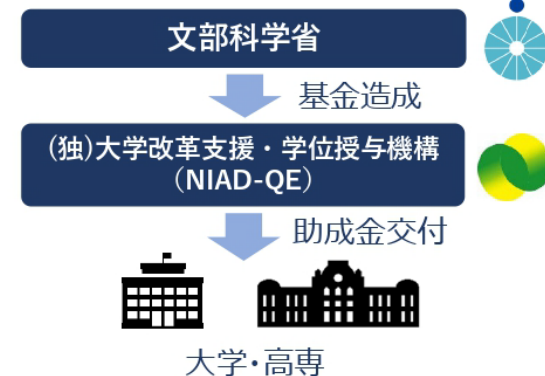 文部科学省
基金造成
(独)大学改革支援・学位授与機構
（NIAD-QE）
助成金交付
大学・高専